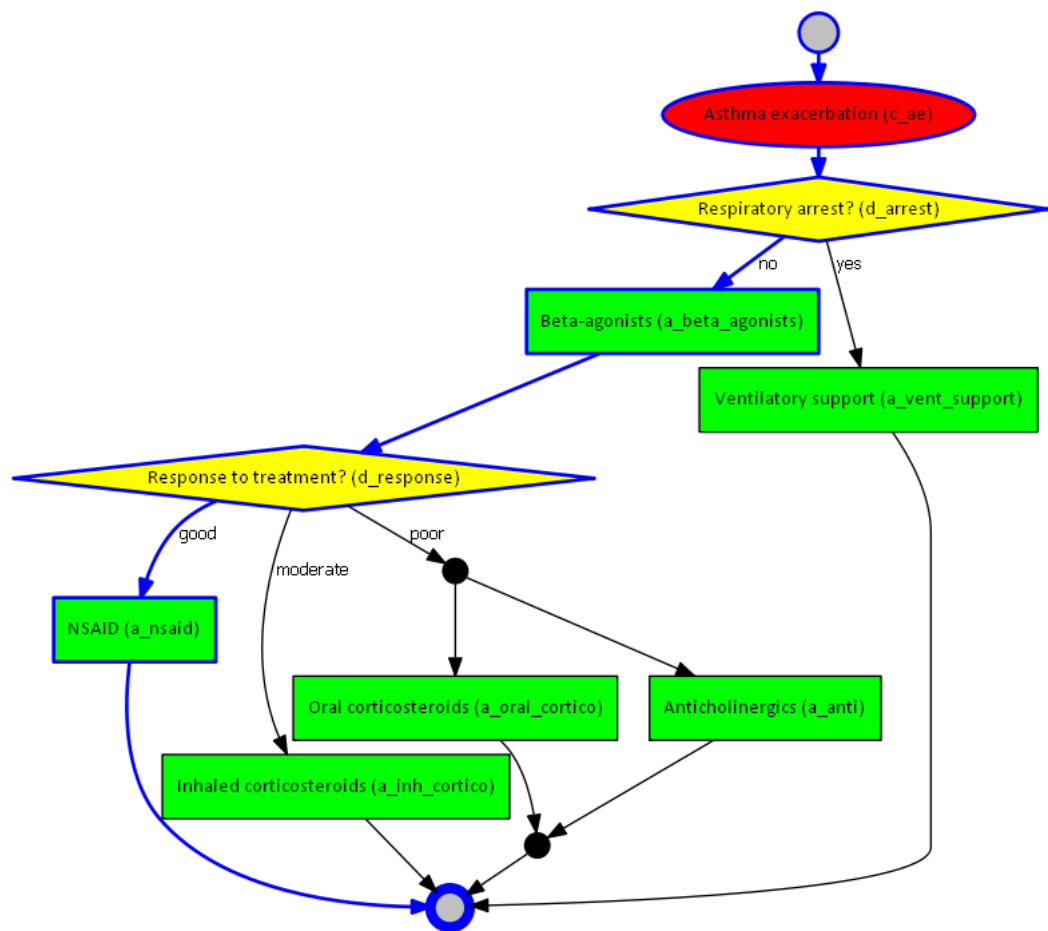 Asthma exacerbation (c_ae)
Respiratory arrest? (d_arrest)
no
yes
Beta-agonists (a_beta_agonists)
Ventilatory support (a_vent_support)
Response to treatment? (d_response)
good
moderate
poor
NSAID (a_nsaid)
Oral corticosteroids (a_oral_cortico)
Anticholinergics (a_anti)
Inhaled corticosteroids (a_inh_cortico)